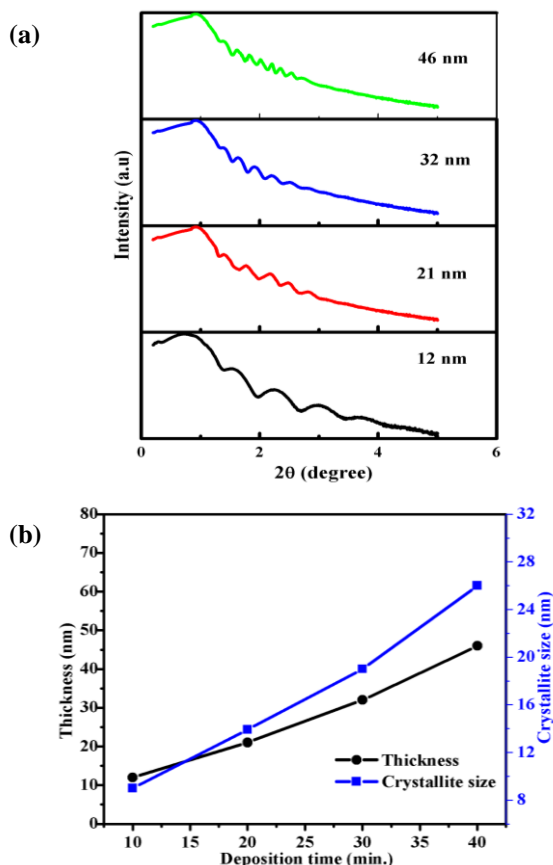 (a)
Intensity (a.u)
46 nm
32 nm
21 nm
12 nm
0 2 4 6
2θ (degree)
(b)
Thickness (nm)
80
70
60
50
40
30
20
10
0
Crystallite size (nm)
32
28
24
20
16
12
8
Thickness
Crystallite size
10 15 20 25 30 35 40
Deposition time (min.)